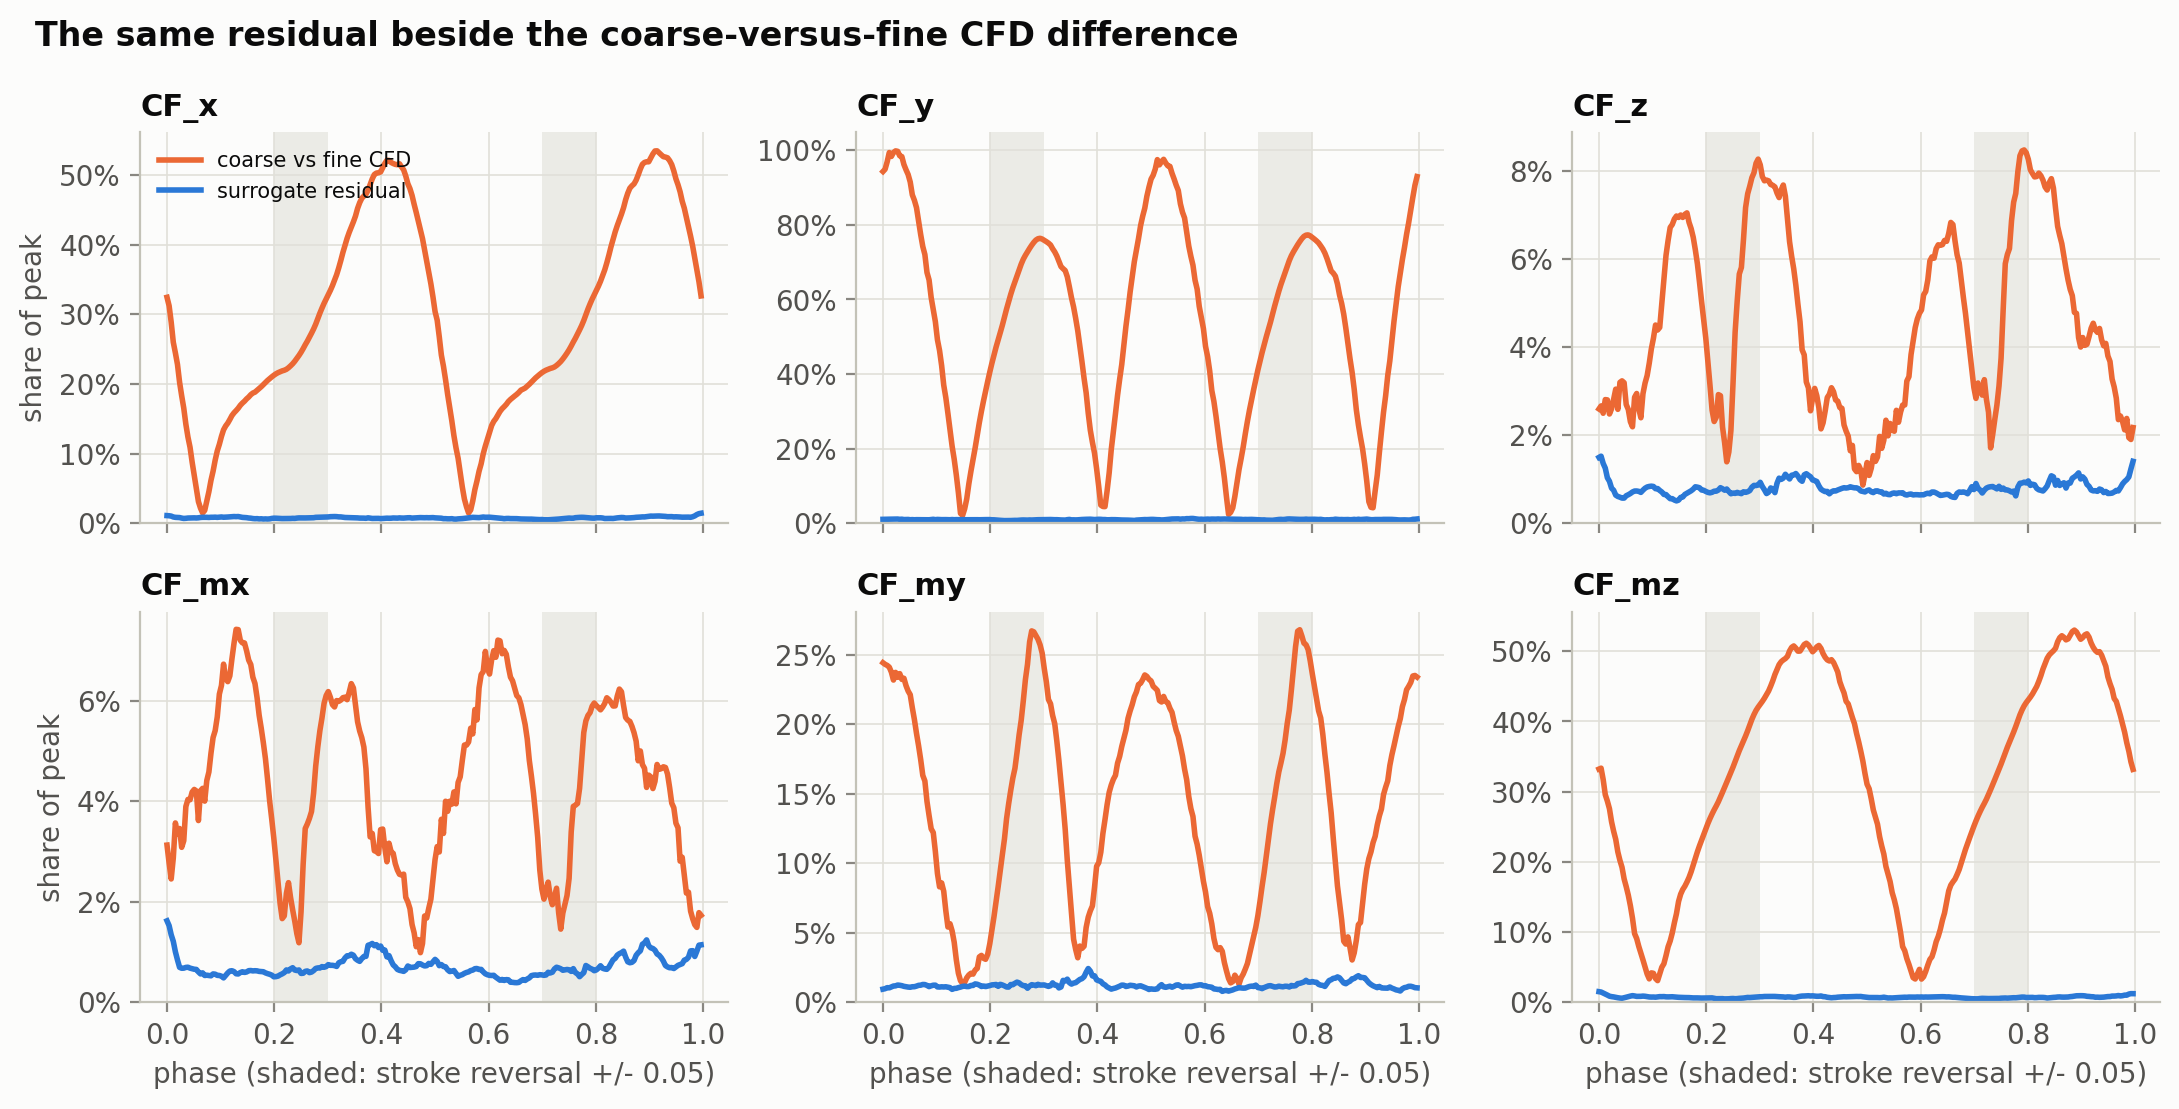 The same residual beside the coarse-versus-fine CFD difference
CF_x
CF_y
CF_z
coarse vs fine CFD
surrogate residual
share of peak
50%
40%
30%
20%
10%
0%
100%
80%
60%
40%
20%
0%
8%
6%
4%
2%
0%
CF_mx
CF_my
CF_mz
share of peak
6%
4%
2%
0%
25%
20%
15%
10%
5%
0%
50%
40%
30%
20%
10%
0%
0.0 0.2 0.4 0.6 0.8 1.0
0.0 0.2 0.4 0.6 0.8 1.0
0.0 0.2 0.4 0.6 0.8 1.0
phase (shaded: stroke reversal +/- 0.05)
phase (shaded: stroke reversal +/- 0.05)
phase (shaded: stroke reversal +/- 0.05)